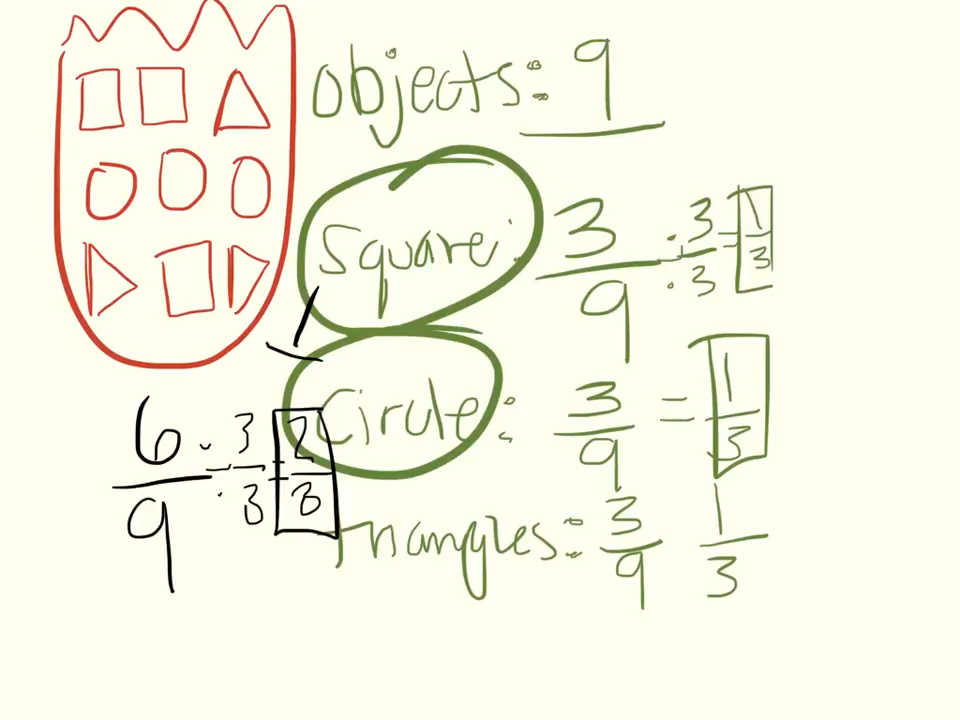 objects: 9
Square: 3/9 ÷ 3/3 = 1/3
Circle: 3/9 = 1/3
6/9 ÷ 3/3 = 2/3
Triangles: 3/9 1/3